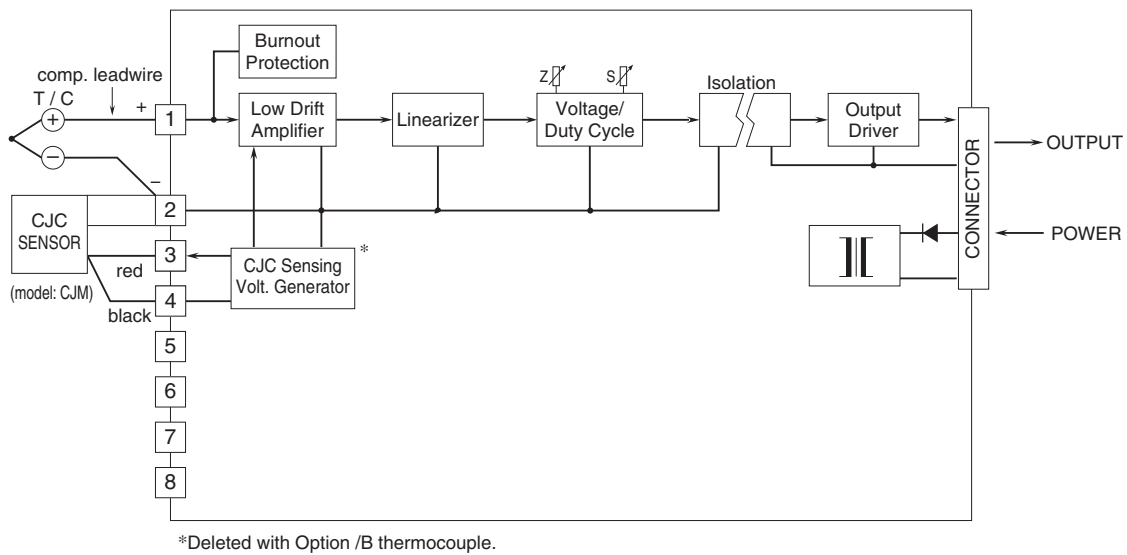 Burnout
Protection
comp. leadwire
T / C
+
+
−
−
Z
S
Isolation
1
Low Drift
Amplifier
Linearizer
Voltage/
Duty Cycle
Output
Driver
CONNECTOR
OUTPUT
POWER
2
CJC
SENSOR
(model: CJM)
3
red
4
black
CJC Sensing
Volt. Generator
*
5
6
7
8
*Deleted with Option /B thermocouple.